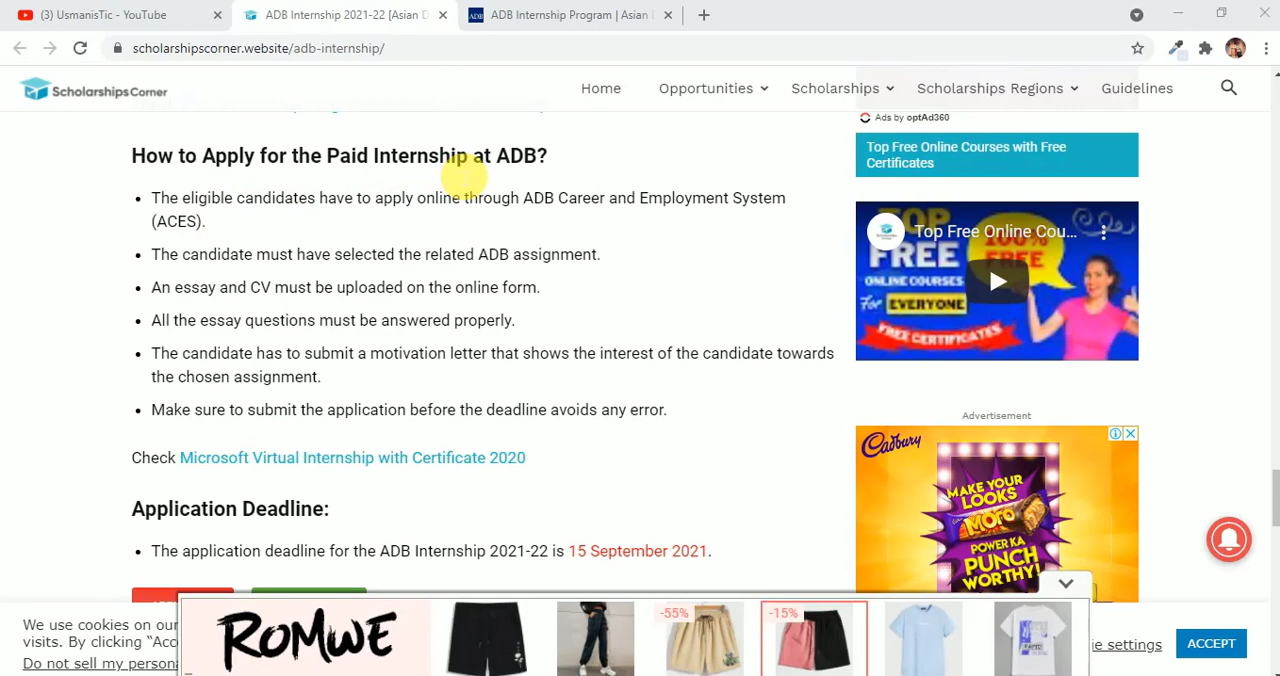 (3) UsmanisTic - YouTube
ADB Internship 2021-22 [Asian D
ADB Internship Program | Asian
scholarshipscorner.website/adb-internship/
ScholarshipsCorner
Home
Opportunities
Scholarships
Scholarships Regions
Guidelines
Ads by optAd360
How to Apply for the Paid Internship at ADB?
The eligible candidates have to apply online through ADB Career and Employment System
(ACES).
The candidate must have selected the related ADB assignment.
An essay and CV must be uploaded on the online form.
All the essay questions must be answered properly.
The candidate has to submit a motivation letter that shows the interest of the candidate towards
the chosen assignment.
Make sure to submit the application before the deadline avoids any error.
Check Microsoft Virtual Internship with Certificate 2020
Application Deadline:
The application deadline for the ADB Internship 2021-22 is 15 September 2021.
Top Free Online Courses with Free
Certificates
Top Free Online Cou...
TOP
FREE
100%
FREE
ONLINE COURSES
For EVERYONE
FREE CERTIFICATES
Advertisement
Cadbury
MAKE YOUR
LOOKS
MORO
POWER KA
PUNCH
WORTHY!
We use cookies on our
visits. By clicking “Acc
Do not sell my persona
ROMWE
-55%
-15%
ie settings
ACCEPT